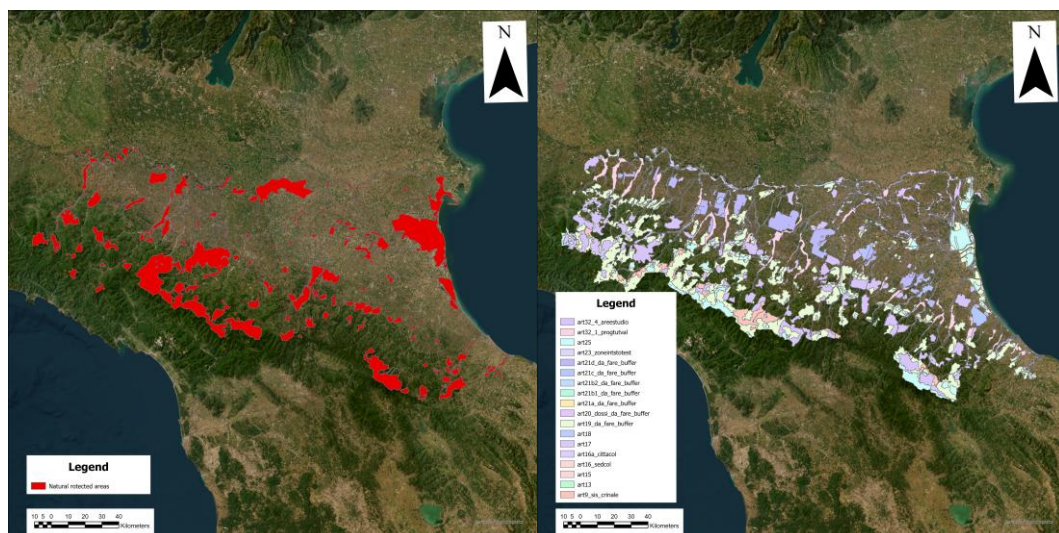 N
Legend
Natural rotected areas
10 5 0 10 20 30 40
Kilometers
N
Legend
art32_4_areestudio
art32_1_progtutval
art25
art23_zoneintstotest
art21d_da_fare_buffer
art21c_da_fare_buffer
art21b2_da_fare_buffer
art21b1_da_fare_buffer
art21a_da_fare_buffer
art20_dossi_da_fare_buffer
art19_da_fare_buffer
art18
art17
art16a_cittacol
art16_sedcol
art15
art13
art9_sis_crinale
10 5 0 10 20 30 40
Kilometers